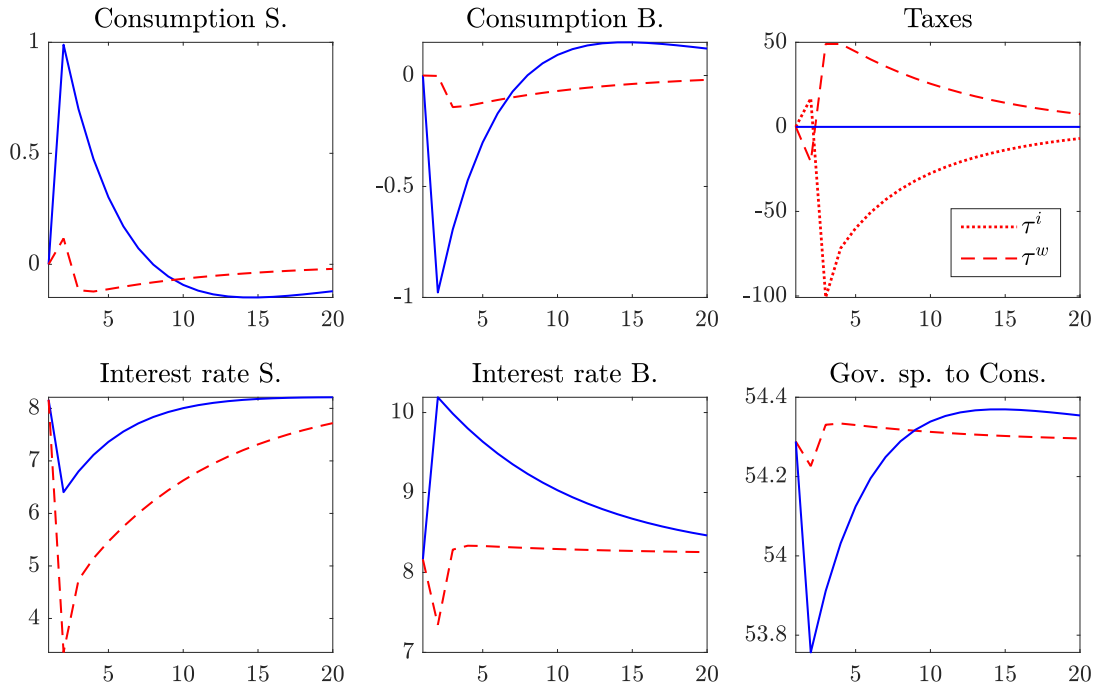 Consumption S.
1
0.5
0
5 10 15 20
Consumption B.
0
-0.5
-1
5 10 15 20
Taxes
50
0
-50
-100
τ^i
τ^w
5 10 15 20
Interest rate S.
8
7
6
5
4
5 10 15 20
Interest rate B.
10
9
8
7
5 10 15 20
Gov. sp. to Cons.
54.4
54.2
54
53.8
5 10 15 20